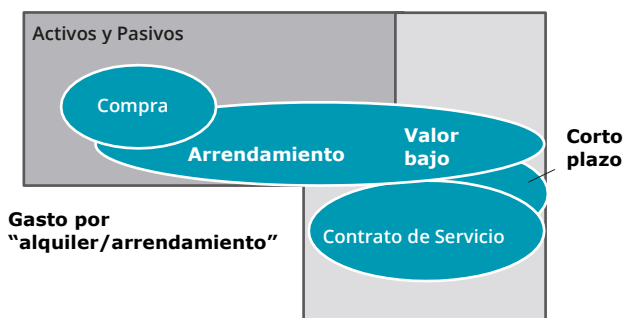 Activos y Pasivos
Compra
Arrendamiento
Valor
bajo
Corto
plazo
Gasto por
“alquiler/arrendamiento”
Contrato de Servicio